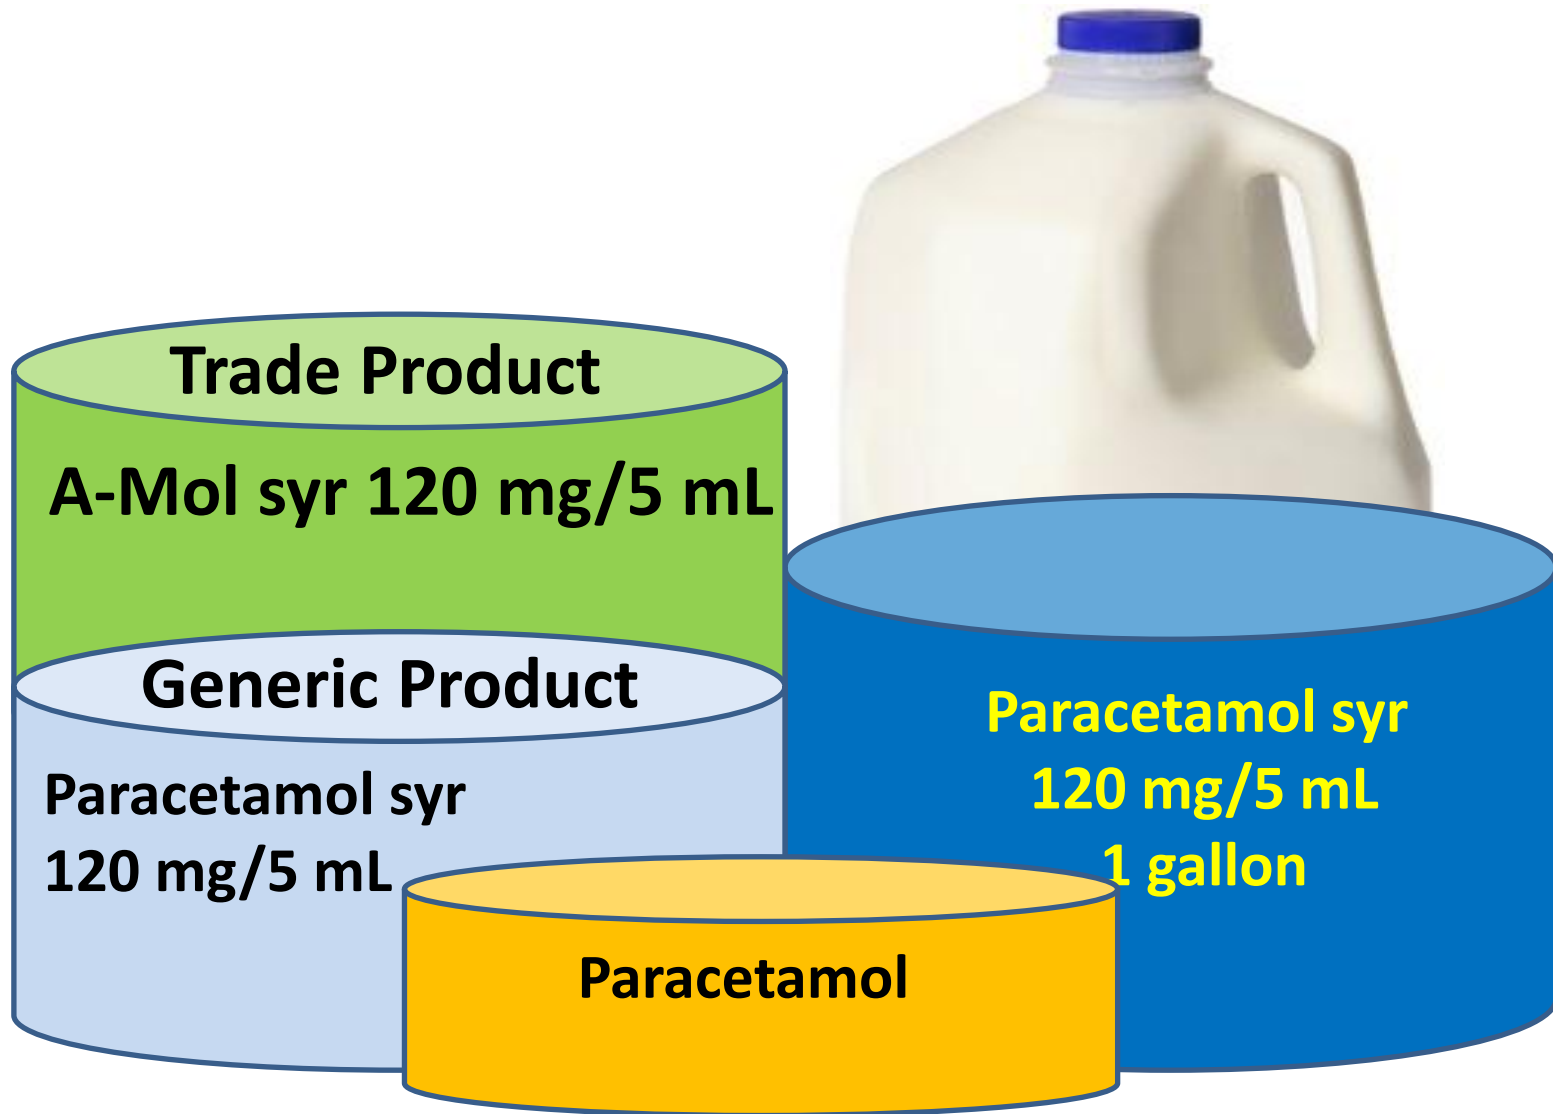 Trade Product
A-Mol syr 120 mg/5 mL
Generic Product
Paracetamol syr
120 mg/5 mL
Paracetamol syr
120 mg/5 mL
1 gallon
Paracetamol